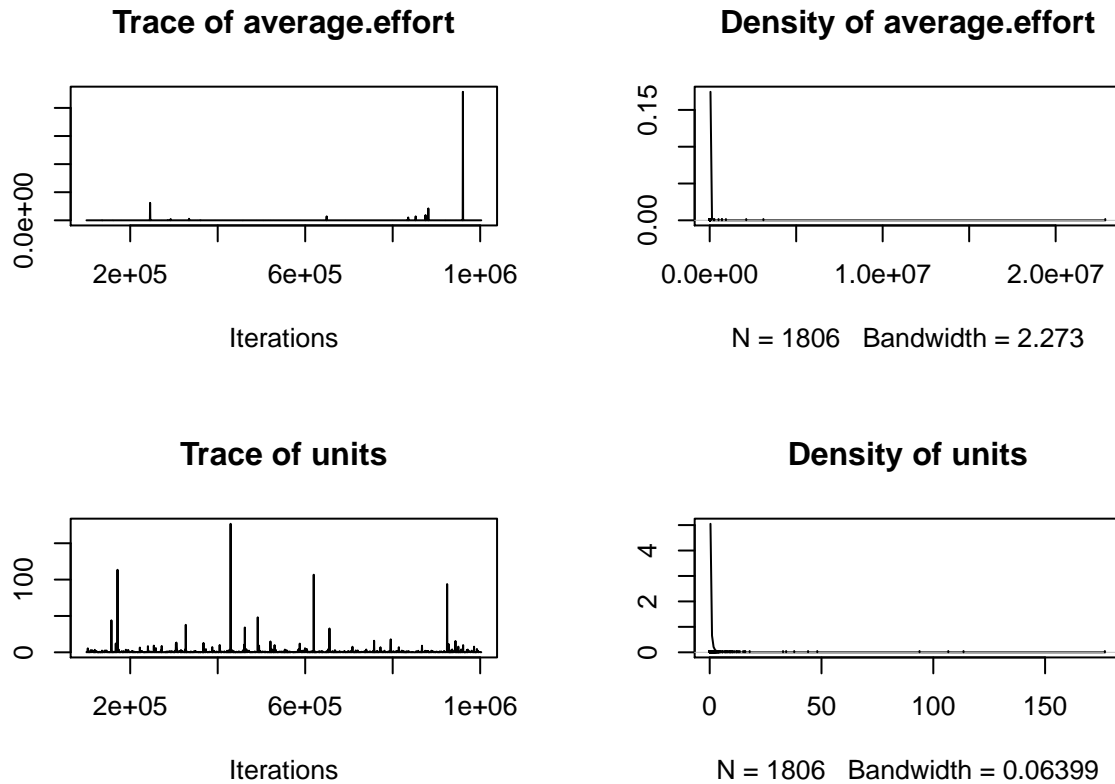 Trace of average.effort
0.0e+00
2e+05 6e+05 1e+06
Iterations
Density of average.effort
0.15
0.00
0.0e+00 1.0e+07 2.0e+07
N = 1806 Bandwidth = 2.273
Trace of units
100
0
2e+05 6e+05 1e+06
Iterations
Density of units
4
2
0
0 50 100 150
N = 1806 Bandwidth = 0.06399